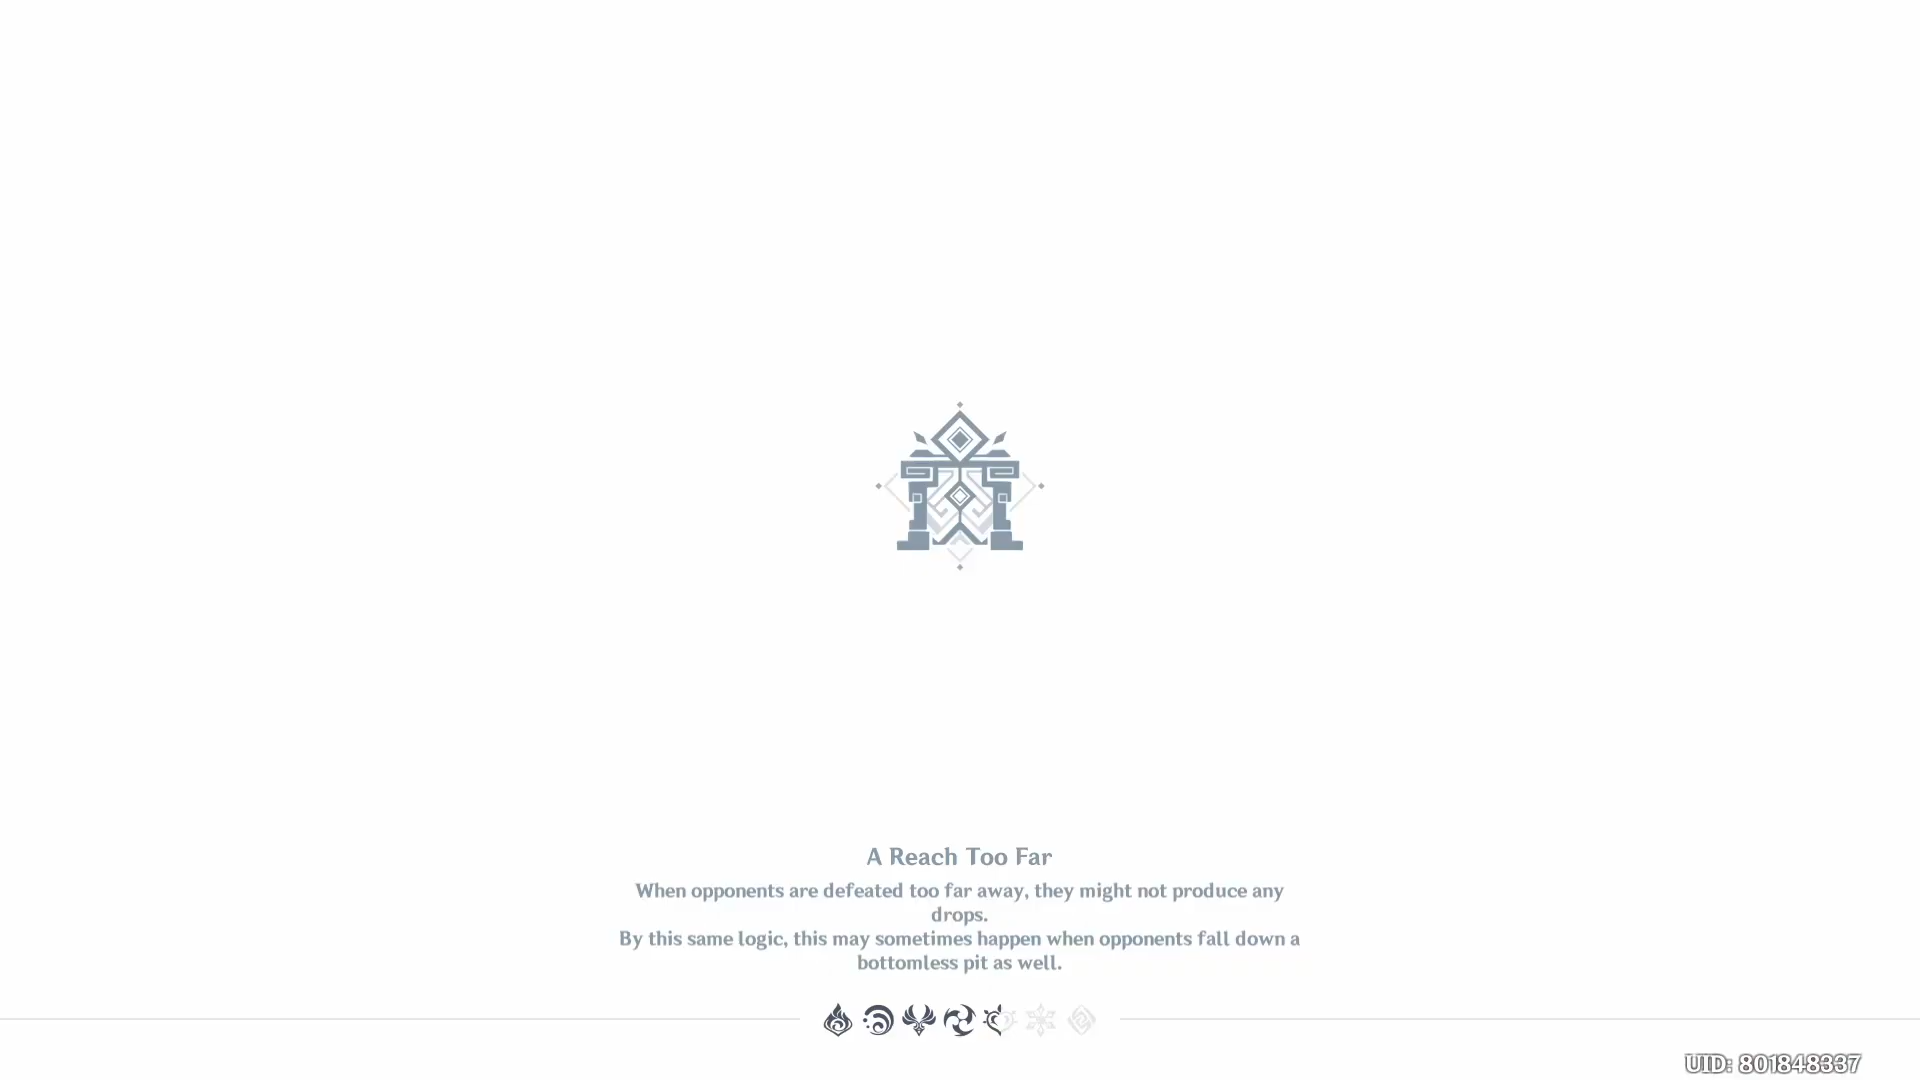 A Reach Too Far
When opponents are defeated too far away, they might not produce any
drops.
By this same logic, this may sometimes happen when opponents fall down a
bottomless pit as well.
UID: 801848337